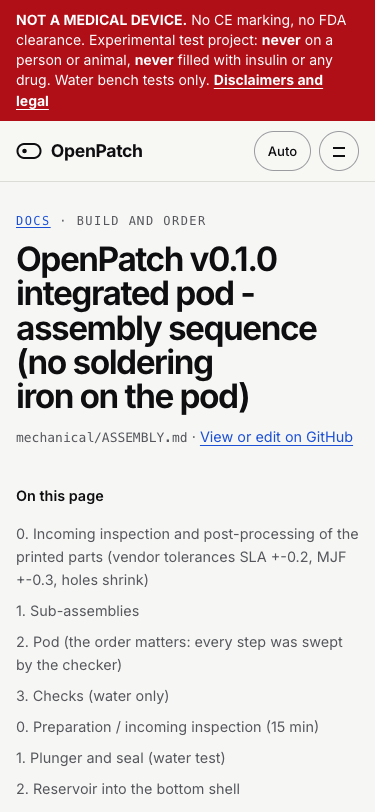 NOT A MEDICAL DEVICE. No CE marking, no FDA
clearance. Experimental test project: never on a
person or animal, never filled with insulin or any
drug. Water bench tests only. Disclaimers and
legal
OpenPatch
Auto
DOCS · BUILD AND ORDER
OpenPatch v0.1.0
integrated pod -
assembly sequence
(no soldering
iron on the pod)
mechanical/ASSEMBLY.md · View or edit on GitHub
On this page
0. Incoming inspection and post-processing of the
printed parts (vendor tolerances SLA +-0.2, MJF
+-0.3, holes shrink)
1. Sub-assemblies
2. Pod (the order matters: every step was swept
by the checker)
3. Checks (water only)
0. Preparation / incoming inspection (15 min)
1. Plunger and seal (water test)
2. Reservoir into the bottom shell